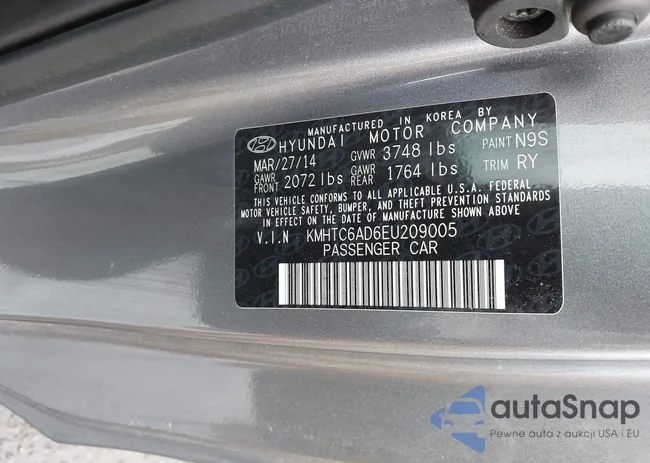 MANUFACTURED IN KOREA BY
HYUNDAI MOTOR COMPANY
MAR/27/14 GVWR 3748 lbs PAINT N9S
GAWR FRONT 2072 lbs GAWR REAR 1764 lbs TRIM RY
THIS VEHICLE CONFORMS TO ALL APPLICABLE U.S.A. FEDERAL
MOTOR VEHICLE SAFETY, BUMPER, AND THEFT PREVENTION STANDARDS
IN EFFECT ON THE DATE OF MANUFACTURE SHOWN ABOVE.
V.I.N KMHTC6AD6EU209005
PASSENGER CAR
autaSnap
Pewne auta z aukcji USA i EU